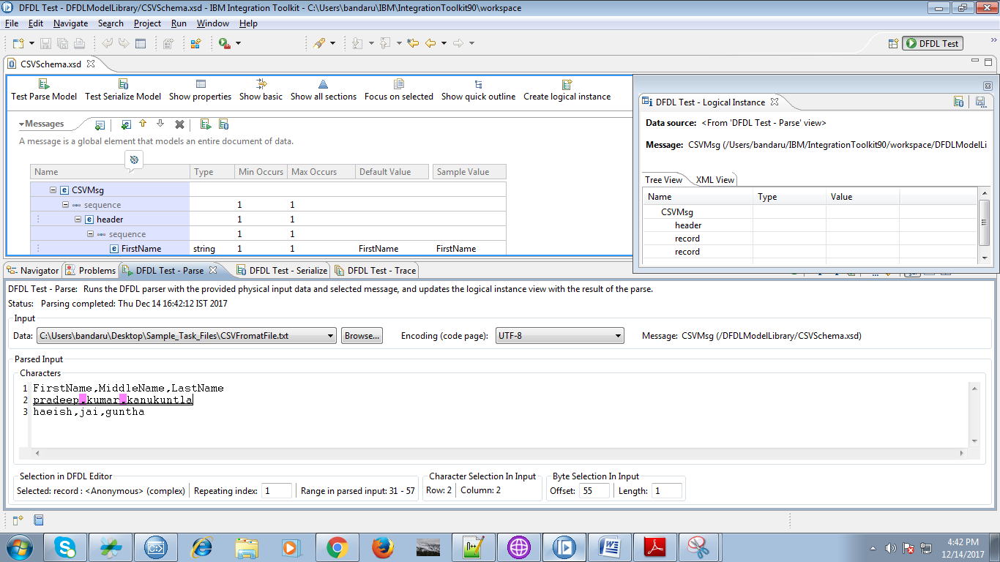 DFDL Test - DFDLModelLibrary/CSVSchema.xsd - IBM Integration Toolkit - C:\Users\bandaru\IBM\IntegrationToolkit90\workspace
File Edit Navigate Search Project Run Window Help
DFDL Test
CSVSchema.xsd
Test Parse Model Test Serialize Model Show properties Show basic Show all sections Focus on selected Show quick outline Create logical instance
Messages
A message is a global element that models an entire document of data.
Name Type Min Occurs Max Occurs Default Value Sample Value
e CSVMsg
sequence 1 1
e header 1 1
sequence 1 1
e FirstName string 1 1 FirstName FirstName
DFDL Test - Logical Instance
Data source: <From 'DFDL Test - Parse' view>
Message: CSVMsg (/Users/bandaru/IBM/IntegrationToolkit90/workspace/DFDLModelLi
Tree View XML View
Name Type Value
CSVMsg
header
record
record
Navigator Problems DFDL Test - Parse DFDL Test - Serialize DFDL Test - Trace
DFDL Test - Parse: Runs the DFDL parser with the provided physical input data and selected message, and updates the logical instance view with the result of the parse.
Status: Parsing completed: Thu Dec 14 16:42:12 IST 2017
Input
Data: C:\Users\bandaru\Desktop\Sample_Task_Files\CSVFromatFile.txt Browse... Encoding (code page): UTF-8 Message: CSVMsg (/DFDLModelLibrary/CSVSchema.xsd)
Parsed Input
Characters
1 FirstName,MiddleName,LastName
2 pradeep,kumar,kanukuntla
3 haeish,jai,guntha
Selection in DFDL Editor Character Selection In Input Byte Selection In Input
Selected: record : <Anonymous> (complex) Repeating index: 1 Range in parsed input: 31 - 57 Row: 2 Column: 2 Offset: 55 Length: 1
4:42 PM
12/14/2017